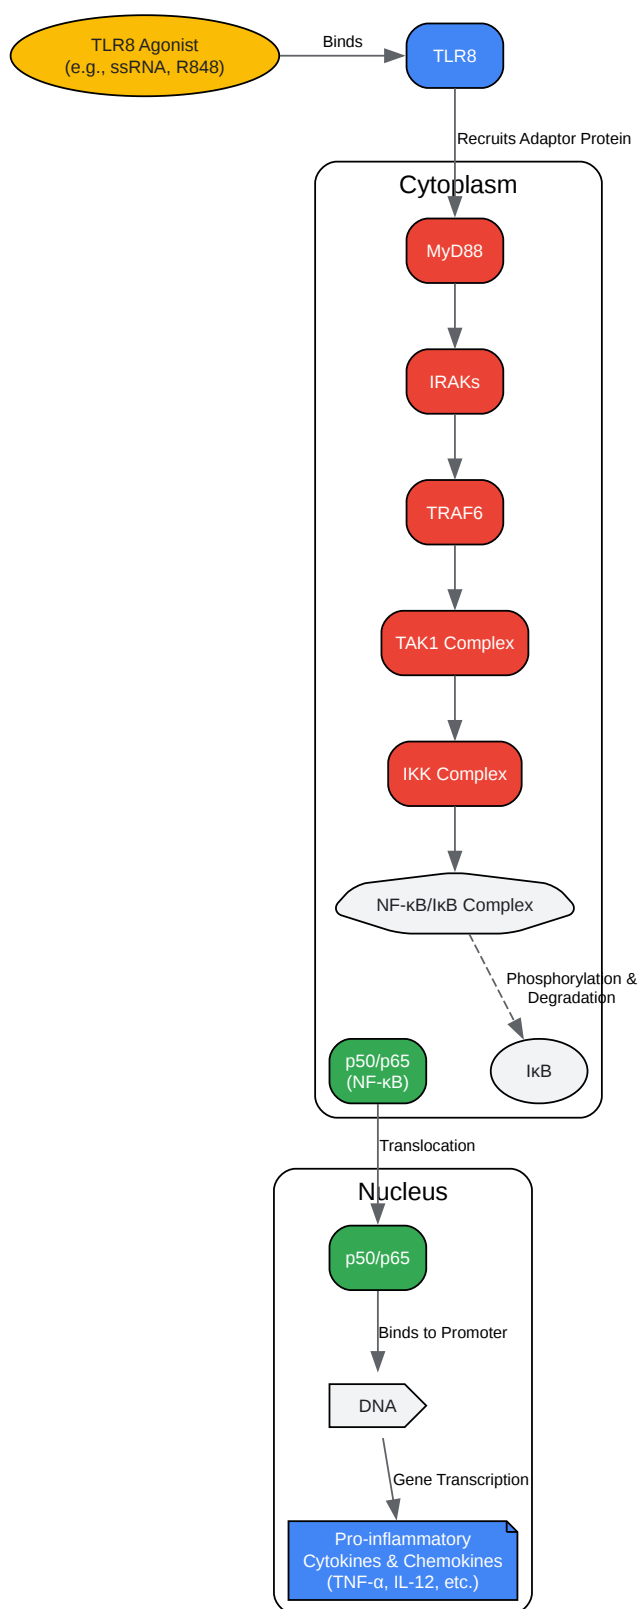 TLR8 Agonist
(e.g., ssRNA, R848)
Binds
TLR8
Recruits Adaptor Protein
Cytoplasm
MyD88
IRAKs
TRAF6
TAK1 Complex
IKK Complex
NF-κB/IκB Complex
Phosphorylation &
Degradation
p50/p65
(NF-κB)
IκB
Translocation
Nucleus
p50/p65
Binds to Promoter
DNA
Gene Transcription
Pro-inflammatory
Cytokines & Chemokines
(TNF-α, IL-12, etc.)